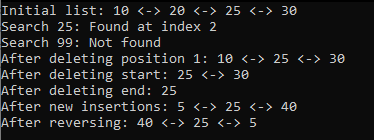 Initial list: 10 <-> 20 <-> 25 <-> 30
Search 25: Found at index 2
Search 99: Not found
After deleting position 1: 10 <-> 25 <-> 30
After deleting start: 25 <-> 30
After deleting end: 25
After new insertions: 5 <-> 25 <-> 40
After reversing: 40 <-> 25 <-> 5